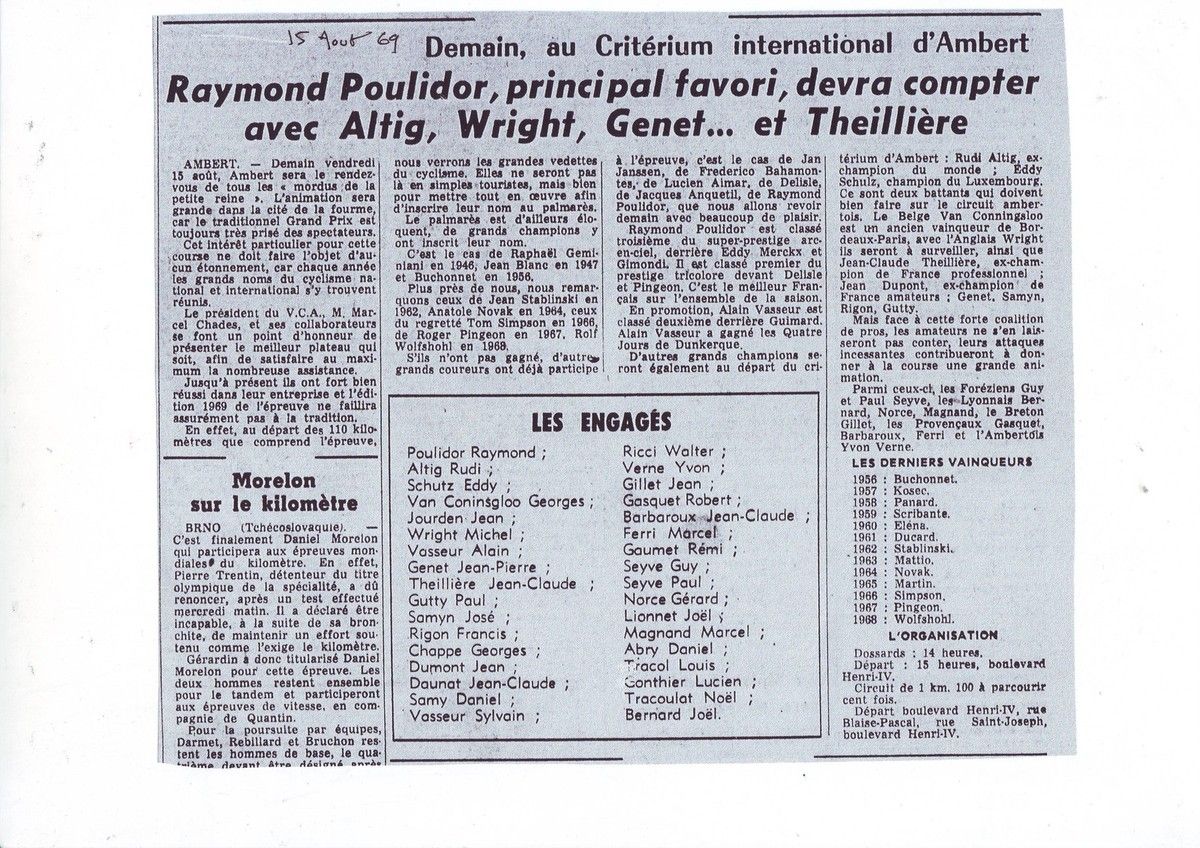 15 Aout 69
Demain, au Critérium international d'Ambert
Raymond Poulidor, principal favori, devra compter
avec Altig, Wright, Genet... et Theillière
AMBERT. — Demain vendredi
15 août, Ambert sera le rendez-
vous de tous les « mordus de la
petite reine ». L'animation sera
grande dans la cité de la fourme,
car le traditionnel Grand Prix est
toujours très prisé des spectateurs.
Cet intérêt particulier pour cette
course ne doit faire l'objet d'au-
cun étonnement, car chaque année
les grands noms du cyclisme na-
tional et international s'y trouvent
réunis.
Le président du V.C.A., M. Mar-
cel Chades, et ses collaborateurs
se font un point d'honneur de
présenter le meilleur plateau qui
soit, afin de satisfaire au maxi-
mum la nombreuse assistance.
Jusqu'à présent ils ont fort bien
réussi dans leur entreprise et l'édi-
tion 1969 de l'épreuve ne faillira
assurément pas à la tradition.
En effet, au départ des 110 kilo-
mètres que comprend l'épreuve,
nous verrons les grandes vedettes
du cyclisme. Elles ne seront pas
là en simples touristes, mais bien
pour mettre tout en œuvre afin
d'inscrire leur nom au palmarès.
Le palmarès est d'ailleurs élo-
quent, de grands champions y
ont inscrit leur nom.
C'est le cas de Raphaël Gemi-
niani en 1946; Jean Blanc en 1947
et Buchonnet en 1956.
Plus près de nous, nous remar-
quons ceux de Jean Stablinski en
1962, Anatole Novak en 1964, ceux
du regretté Tom Simpson en 1966,
de Roger Pingeon en 1967, Rolf
Wolfshohl en 1968.
S'ils n'ont pas gagné, d'autres
grands coureurs ont déjà participe
à l'épreuve, c'est le cas de Jan
Janssen, de Frederico Bahamon-
tes, de Lucien Aimar, de Delisle,
de Jacques Anquetil, de Raymond
Poulidor, que nous allons revoir
demain avec beaucoup de plaisir.
Raymond Poulidor est classé
troisième du super-prestige arc-
en-ciel, derrière Eddy Merckx et
Gimondi. Il est classé premier du
prestige tricolore devant Delisle
et Pingeon. C'est le meilleur Fran-
çais sur l'ensemble de la saison.
En promotion, Alain Vasseur est
classé deuxième derrière Guimard.
Alain Vasseur a gagné les Quatre
Jours de Dunkerque.
D'autres grands champions se-
ront également au départ du cri-
térium d'Ambert : Rudi Altig, ex-
champion du monde ; Eddy
Schulz, champion du Luxembourg.
Ce sont deux battants qui doivent
bien faire sur le circuit amber-
tois. Le Belge Van Conningsloo
est un ancien vainqueur de Bor-
deaux-Paris, avec l'Anglais Wright
ils seront à surveiller, ainsi que
Jean-Claude Theillière, ex-cham-
pion de France professionnel ;
Jean Dupont, ex-champion de
France amateurs ; Genet, Samyn,
Rigon, Gutty.
Mais face à cette forte coalition
de pros, les amateurs ne s'en lais-
seront pas conter, leurs attaques
incessantes contribueront à don-
ner à la course une grande ani-
mation.
Parmi ceux-ci, les Foréziens Guy
et Paul Seyve, les Lyonnais Ber-
nard, Norce, Magnand, le Breton
Gillet, les Provençaux Gasquet,
Barbaroux, Ferri et l'Ambertois
Yvon Verne.
LES DERNIERS VAINQUEURS
1956 : Buchonnet.
1957 : Kosec.
1958 : Panard.
1959 : Scribante.
1960 : Eléna.
1961 : Ducard.
1962 : Stablinski.
1963 : Mattio.
1964 : Novak.
1965 : Martin.
1966 : Simpson.
1967 : Pingeon.
1968 : Wolfshohl.
L'ORGANISATION
Dossards : 14 heures.
Départ : 15 heures, boulevard
Henri-IV.
Circuit de 1 km. 100 à parcourir
cent fois.
Départ boulevard Henri-IV, rue
Blaise-Pascal, rue Saint-Joseph,
boulevard Henri-IV.
LES ENGAGÉS
Poulidor Raymond ;
Altig Rudi ;
Schutz Eddy ;
Van Coninsgloo Georges ;
Jourden Jean ;
Wright Michel ;
Vasseur Alain ;
Genet Jean-Pierre ;
Theillière Jean-Claude ;
Gutty Paul ;
Samyn José ;
Rigon Francis ;
Chappe Georges ;
Dumont Jean ;
Daunat Jean-Claude ;
Samy Daniel ;
Vasseur Sylvain ;
Ricci Walter ;
Verne Yvon ;
Gillet Jean ;
Gasquet Robert ;
Barbaroux Jean-Claude ;
Ferri Marcel ;
Gaumet Rémi ;
Seyve Guy ;
Seyve Paul ;
Norce Gérard ;
Lionnet Joël ;
Magnand Marcel ;
Abry Daniel ;
Tracol Louis ;
Gonthier Lucien ;
Tracoulat Noël ;
Bernard Joël.
Morelon
sur le kilomètre
BRNO (Tchécoslovaquie). —
C'est finalement Daniel Morelon
qui participera aux épreuves mon-
diales du kilomètre. En effet,
Pierre Trentin, détenteur du titre
olympique de la spécialité, a dû
renoncer, après un test effectué
mercredi matin. Il a déclaré être
incapable, à la suite de sa bron-
chite, de maintenir un effort sou-
tenu comme l'exige le kilomètre.
Gérardin a donc titularisé Daniel
Morelon pour cette épreuve. Les
deux hommes restent ensemble
pour le tandem et participeront
aux épreuves de vitesse, en com-
pagnie de Quantin.
Pour la poursuite par équipes,
Darmet, Rebillard et Bruchon res-
tent les hommes de base, le qua-
trième devant être désigné après